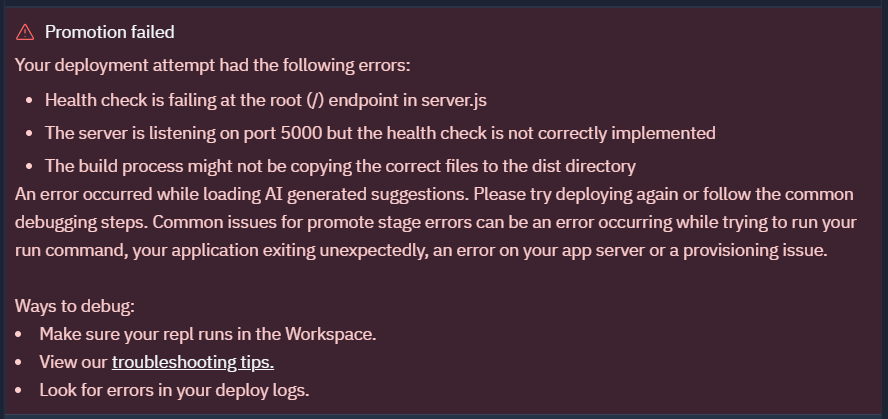 Promotion failed
Your deployment attempt had the following errors:
• Health check is failing at the root (/) endpoint in server.js
• The server is listening on port 5000 but the health check is not correctly implemented
• The build process might not be copying the correct files to the dist directory
An error occurred while loading AI generated suggestions. Please try deploying again or follow the common
debugging steps. Common issues for promote stage errors can be an error occurring while trying to run your
run command, your application exiting unexpectedly, an error on your app server or a provisioning issue.
Ways to debug:
• Make sure your repl runs in the Workspace.
• View our troubleshooting tips.
• Look for errors in your deploy logs.